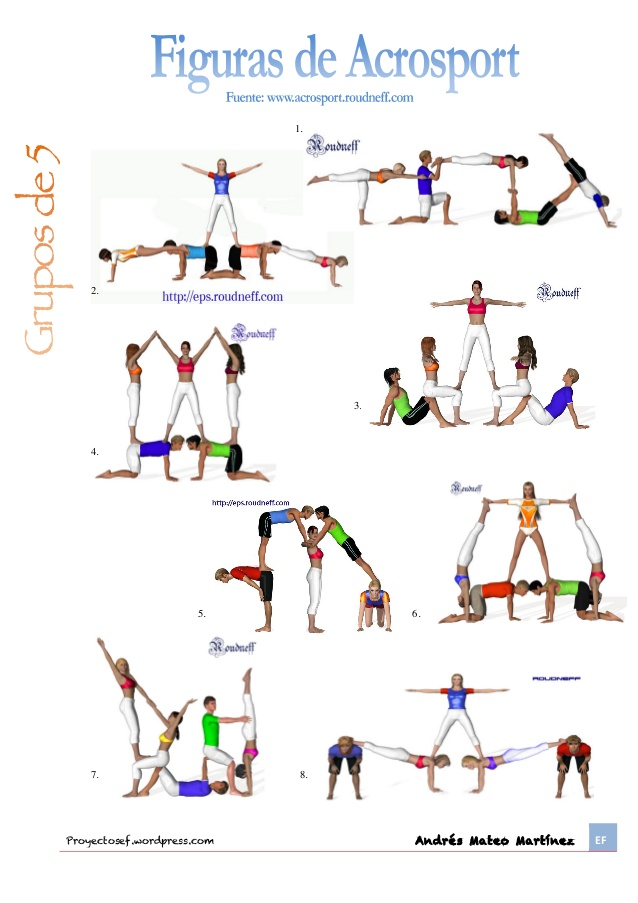 Figuras de Acrosport
Fuente: www.acrosport.roudneff.com
Grupos de 5
1.
Roudneff
2.
http://eps.roudneff.com
Roudneff
3.
Roudneff
4.
http://eps.roudneff.com
5.
Roudneff
6.
Roudneff
7.
ROUDNEFF
8.
Proyectosef.wordpress.com
Andrés Mateo Martínez
EF